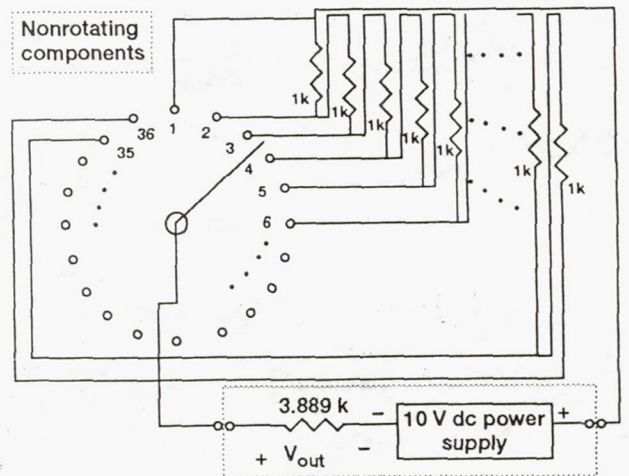 Nonrotating
components
1k
1k
1k
1k
1k
1k
1k
36
1
2
35
3
4
5
6
3.889 k
−
10 V dc power
supply
+
+ Vout −